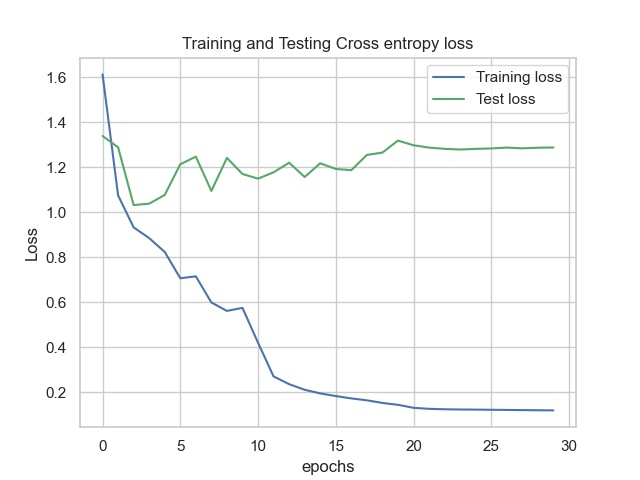 Training and Testing Cross entropy loss
Training loss
Test loss
1.6
1.4
1.2
1.0
0.8
0.6
0.4
0.2
Loss
0 5 10 15 20 25 30
epochs